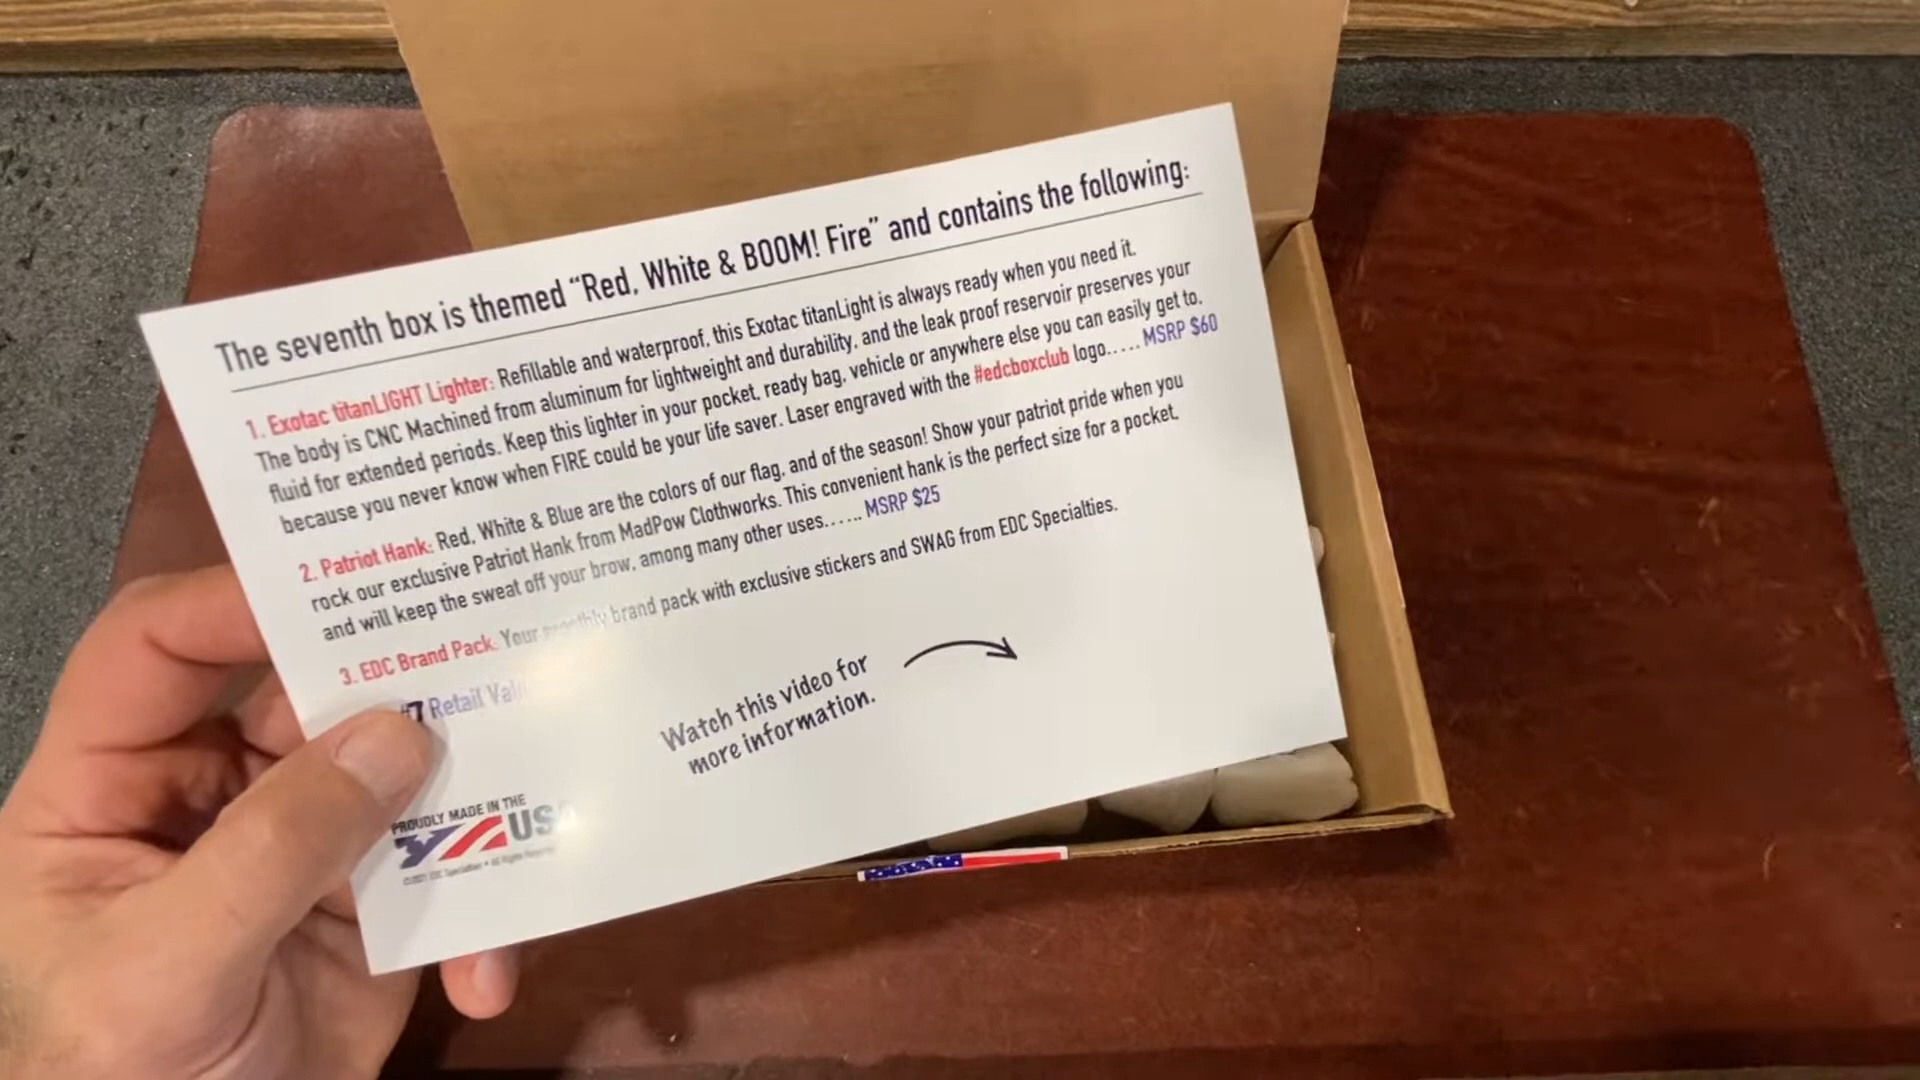 The seventh box is themed “Red, White & BOOM! Fire” and contains the following:
1. Exotac titanLIGHT Lighter: Refillable and waterproof, this Exotac titanLight is always ready when you need it.
The body is CNC Machined from aluminum for lightweight and durability, and the leak proof reservoir preserves your
fluid for extended periods. Keep this lighter in your pocket, ready bag, vehicle or anywhere else you can easily get to,
because you never know when FIRE could be your life saver. Laser engraved with the #edcboxclub logo..... MSRP $60
2. Patriot Hank: Red, White & Blue are the colors of our flag, and of the season! Show your patriot pride when you
rock our exclusive Patriot Hank from MadPow Clothworks. This convenient hank is the perfect size for a pocket,
and will keep the sweat off your brow, among many other uses...... MSRP $25
3. EDC Brand Pack: Your monthly brand pack with exclusive stickers and SWAG from EDC Specialties.
#7 Retail
Watch this video for
more information.
PROUDLY MADE IN THE
USA